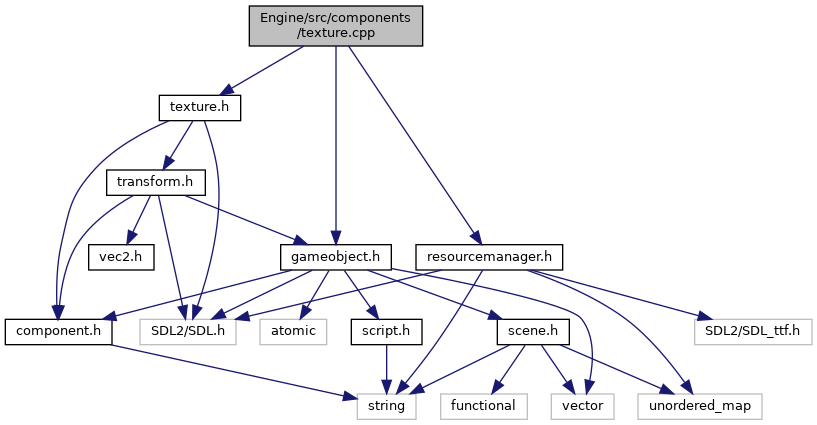 Engine/src/components
/texture.cpp
texture.h
transform.h
vec2.h
gameobject.h
resourcemanager.h
component.h
SDL2/SDL.h
atomic
script.h
scene.h
SDL2/SDL_ttf.h
string
functional
vector
unordered_map